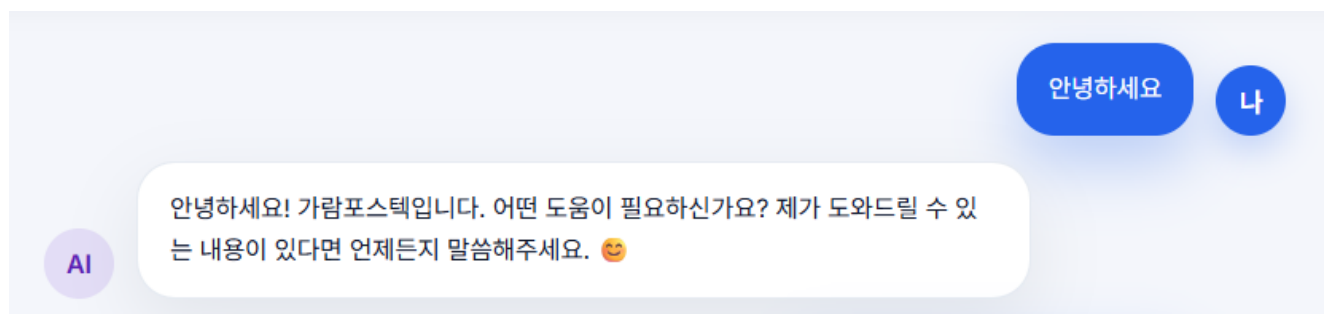 안녕하세요
나
안녕하세요! 가람포스텍입니다. 어떤 도움이 필요하신가요? 제가 도와드릴 수 있
는 내용이 있다면 언제든지 말씀해주세요. 😊
AI